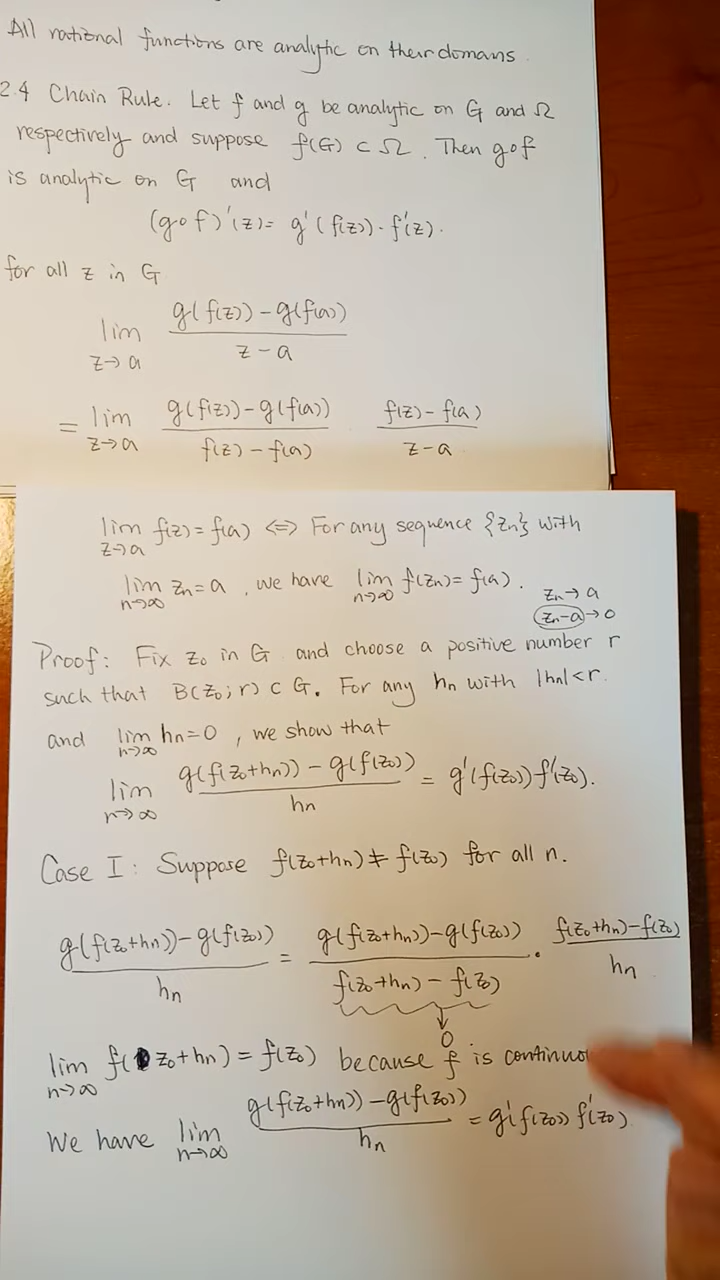 All rational functions are analytic on their domans.
2.4 Chain Rule. Let f and g be analytic on G and Ω
respectively and suppose f(G) ⊂ Ω. Then g∘f
is analytic on G and
(g∘f)'(z) = g'(f(z))·f'(z).
for all z in G
lim z→a g(f(z)) − g(f(a)) / z − a
= lim z→a g(f(z)) − g(f(a)) / f(z) − f(a) f(z) − f(a) / z − a
lim z→a f(z) = f(a) ⇔ For any sequence {zn} with
lim n→∞ zn = a, we have lim n→∞ f(zn) = f(a).
zn → a
zn − a → 0
Proof: Fix z0 in G and choose a positive number r
such that B(z0; r) ⊂ G. For any hn with |hn| < r.
and lim n→∞ hn = 0, we show that
lim n→∞ g(f(z0+hn)) − g(f(z0)) / hn = g'(f(z0)) f'(z0).
Case I: Suppose f(z0+hn) ≠ f(z0) for all n.
g(f(z0+hn)) − g(f(z0)) / hn = g(f(z0+hn)) − g(f(z0)) / f(z0+hn) − f(z0) · f(z0+hn) − f(z0) / hn
↓
0
lim n→∞ f(z0+hn) = f(z0) because f is
We have lim n→∞ g(f(z0+hn)) − g(f(z0)) / hn = g'(f(z0)) f'(z0)